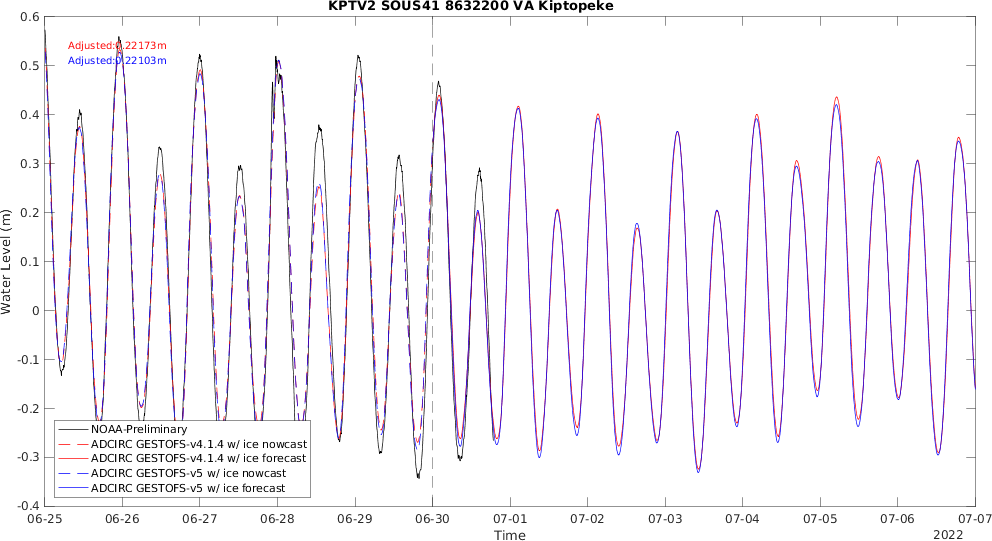 KPTV2 SOUS41 8632200 VA Kiptopeke
Adjusted:0.22173m
Adjusted:0.22103m
Water Level (m)
0.6
0.5
0.4
0.3
0.2
0.1
0
-0.1
-0.2
-0.3
-0.4
NOAA-Preliminary
ADCIRC GESTOFS-v4.1.4 w/ ice nowcast
ADCIRC GESTOFS-v4.1.4 w/ ice forecast
ADCIRC GESTOFS-v5 w/ ice nowcast
ADCIRC GESTOFS-v5 w/ ice forecast
06-25 06-26 06-27 06-28 06-29 06-30 07-01 07-02 07-03 07-04 07-05 07-06 07-07
Time
2022